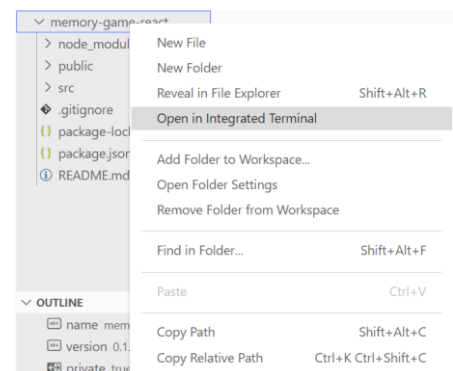 memory-game-react
node_modul
public
src
.gitignore
package-lock
package.json
README.md
New File
New Folder
Reveal in File Explorer Shift+Alt+R
Open in Integrated Terminal
Add Folder to Workspace...
Open Folder Settings
Remove Folder from Workspace
Find in Folder... Shift+Alt+F
Paste Ctrl+V
Copy Path Shift+Alt+C
Copy Relative Path Ctrl+K Ctrl+Shift+C
OUTLINE
name mem
version 0.1.
private true